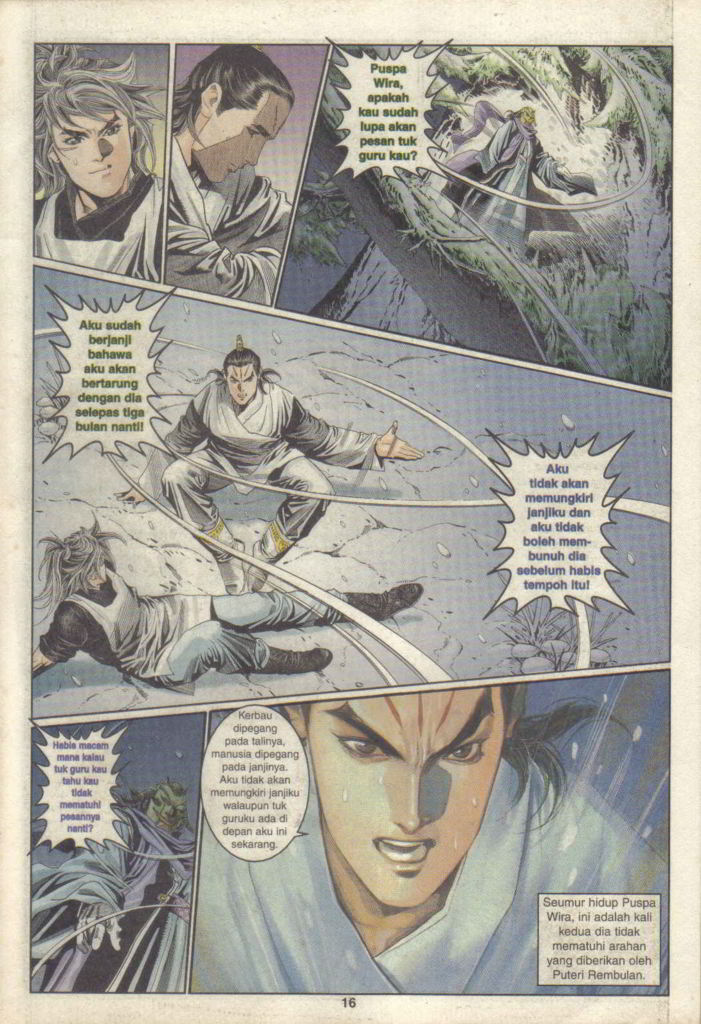 Puspa
Wira,
apakah
kau sudah
lupa akan
pesan tuk
guru kau?
Aku sudah
berjanji
bahawa
aku akan
bertarung
dengan dia
selepas tiga
bulan nanti!
Aku
tidak akan
memungkiri
janjiku dan
aku tidak
boleh mem-
bunuh dia
sebelum habis
tempoh itu!
Habis macam
mana kalau
tuk guru kau
tahu kau
tidak
mematuhi
pesannya
nanti?
Kerbau
dipegang
pada talinya,
manusia dipegang
pada janjinya.
Aku tidak akan
memungkiri janjiku
walaupun tuk
guruku ada di
depan aku ini
sekarang.
Seumur hidup Puspa
Wira, ini adalah kali
kedua dia tidak
mematuhi arahan
yang diberikan oleh
Puteri Rembulan.
16